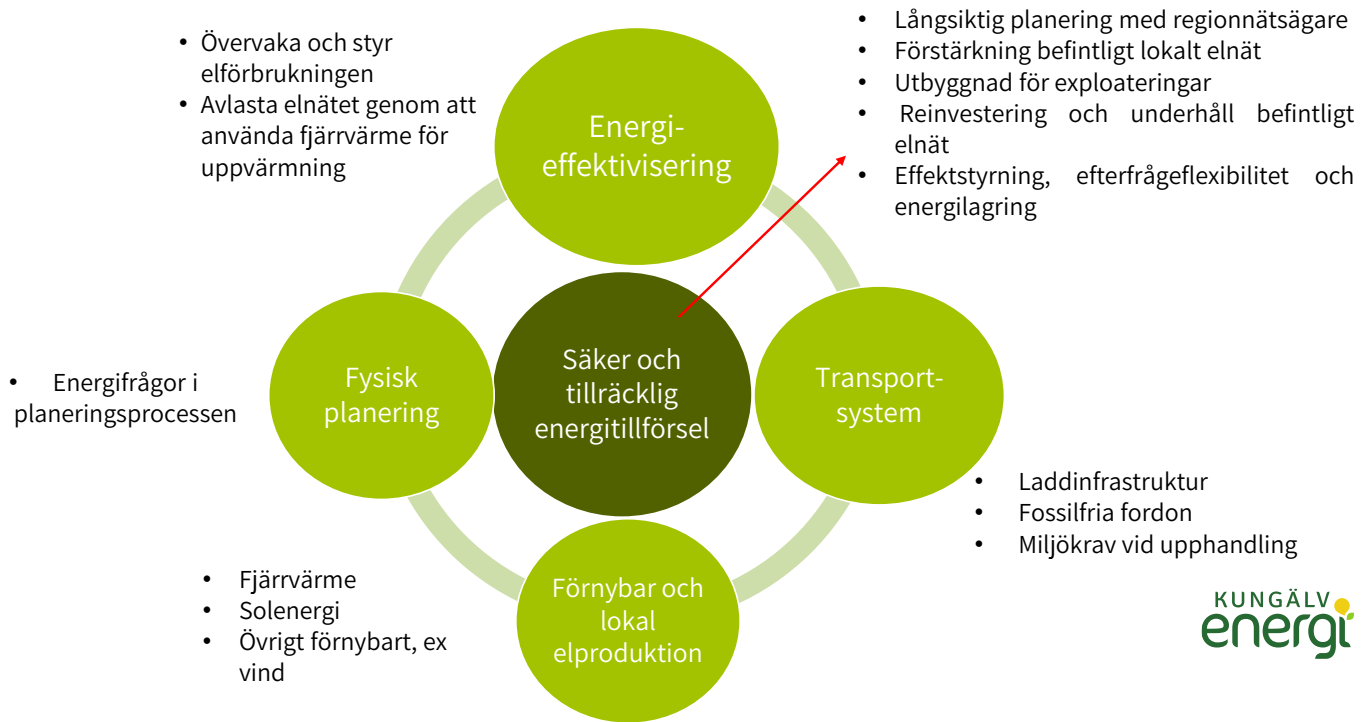 • Övervaka och styr
elförbrukningen
• Avlasta elnätet genom att
använda fjärrvärme för
uppvärmning
• Långsiktig planering med regionnätsägare
• Förstärkning befintligt lokalt elnät
• Utbyggnad för exploateringar
• Reinvestering och underhåll befintligt
elnät
• Effektstyrning, efterfrågeflexibilitet och
energilagring
Energi-
effektivisering
• Energifrågor i
planeringsprocessen
Fysisk
planering
Säker och
tillräcklig
energitillförsel
Transport-
system
• Laddinfrastruktur
• Fossilfria fordon
• Miljökrav vid upphandling
• Fjärrvärme
• Solenergi
• Övrigt förnybart, ex
vind
Förnybar och
lokal
elproduktion
KUNGÄLV
energi